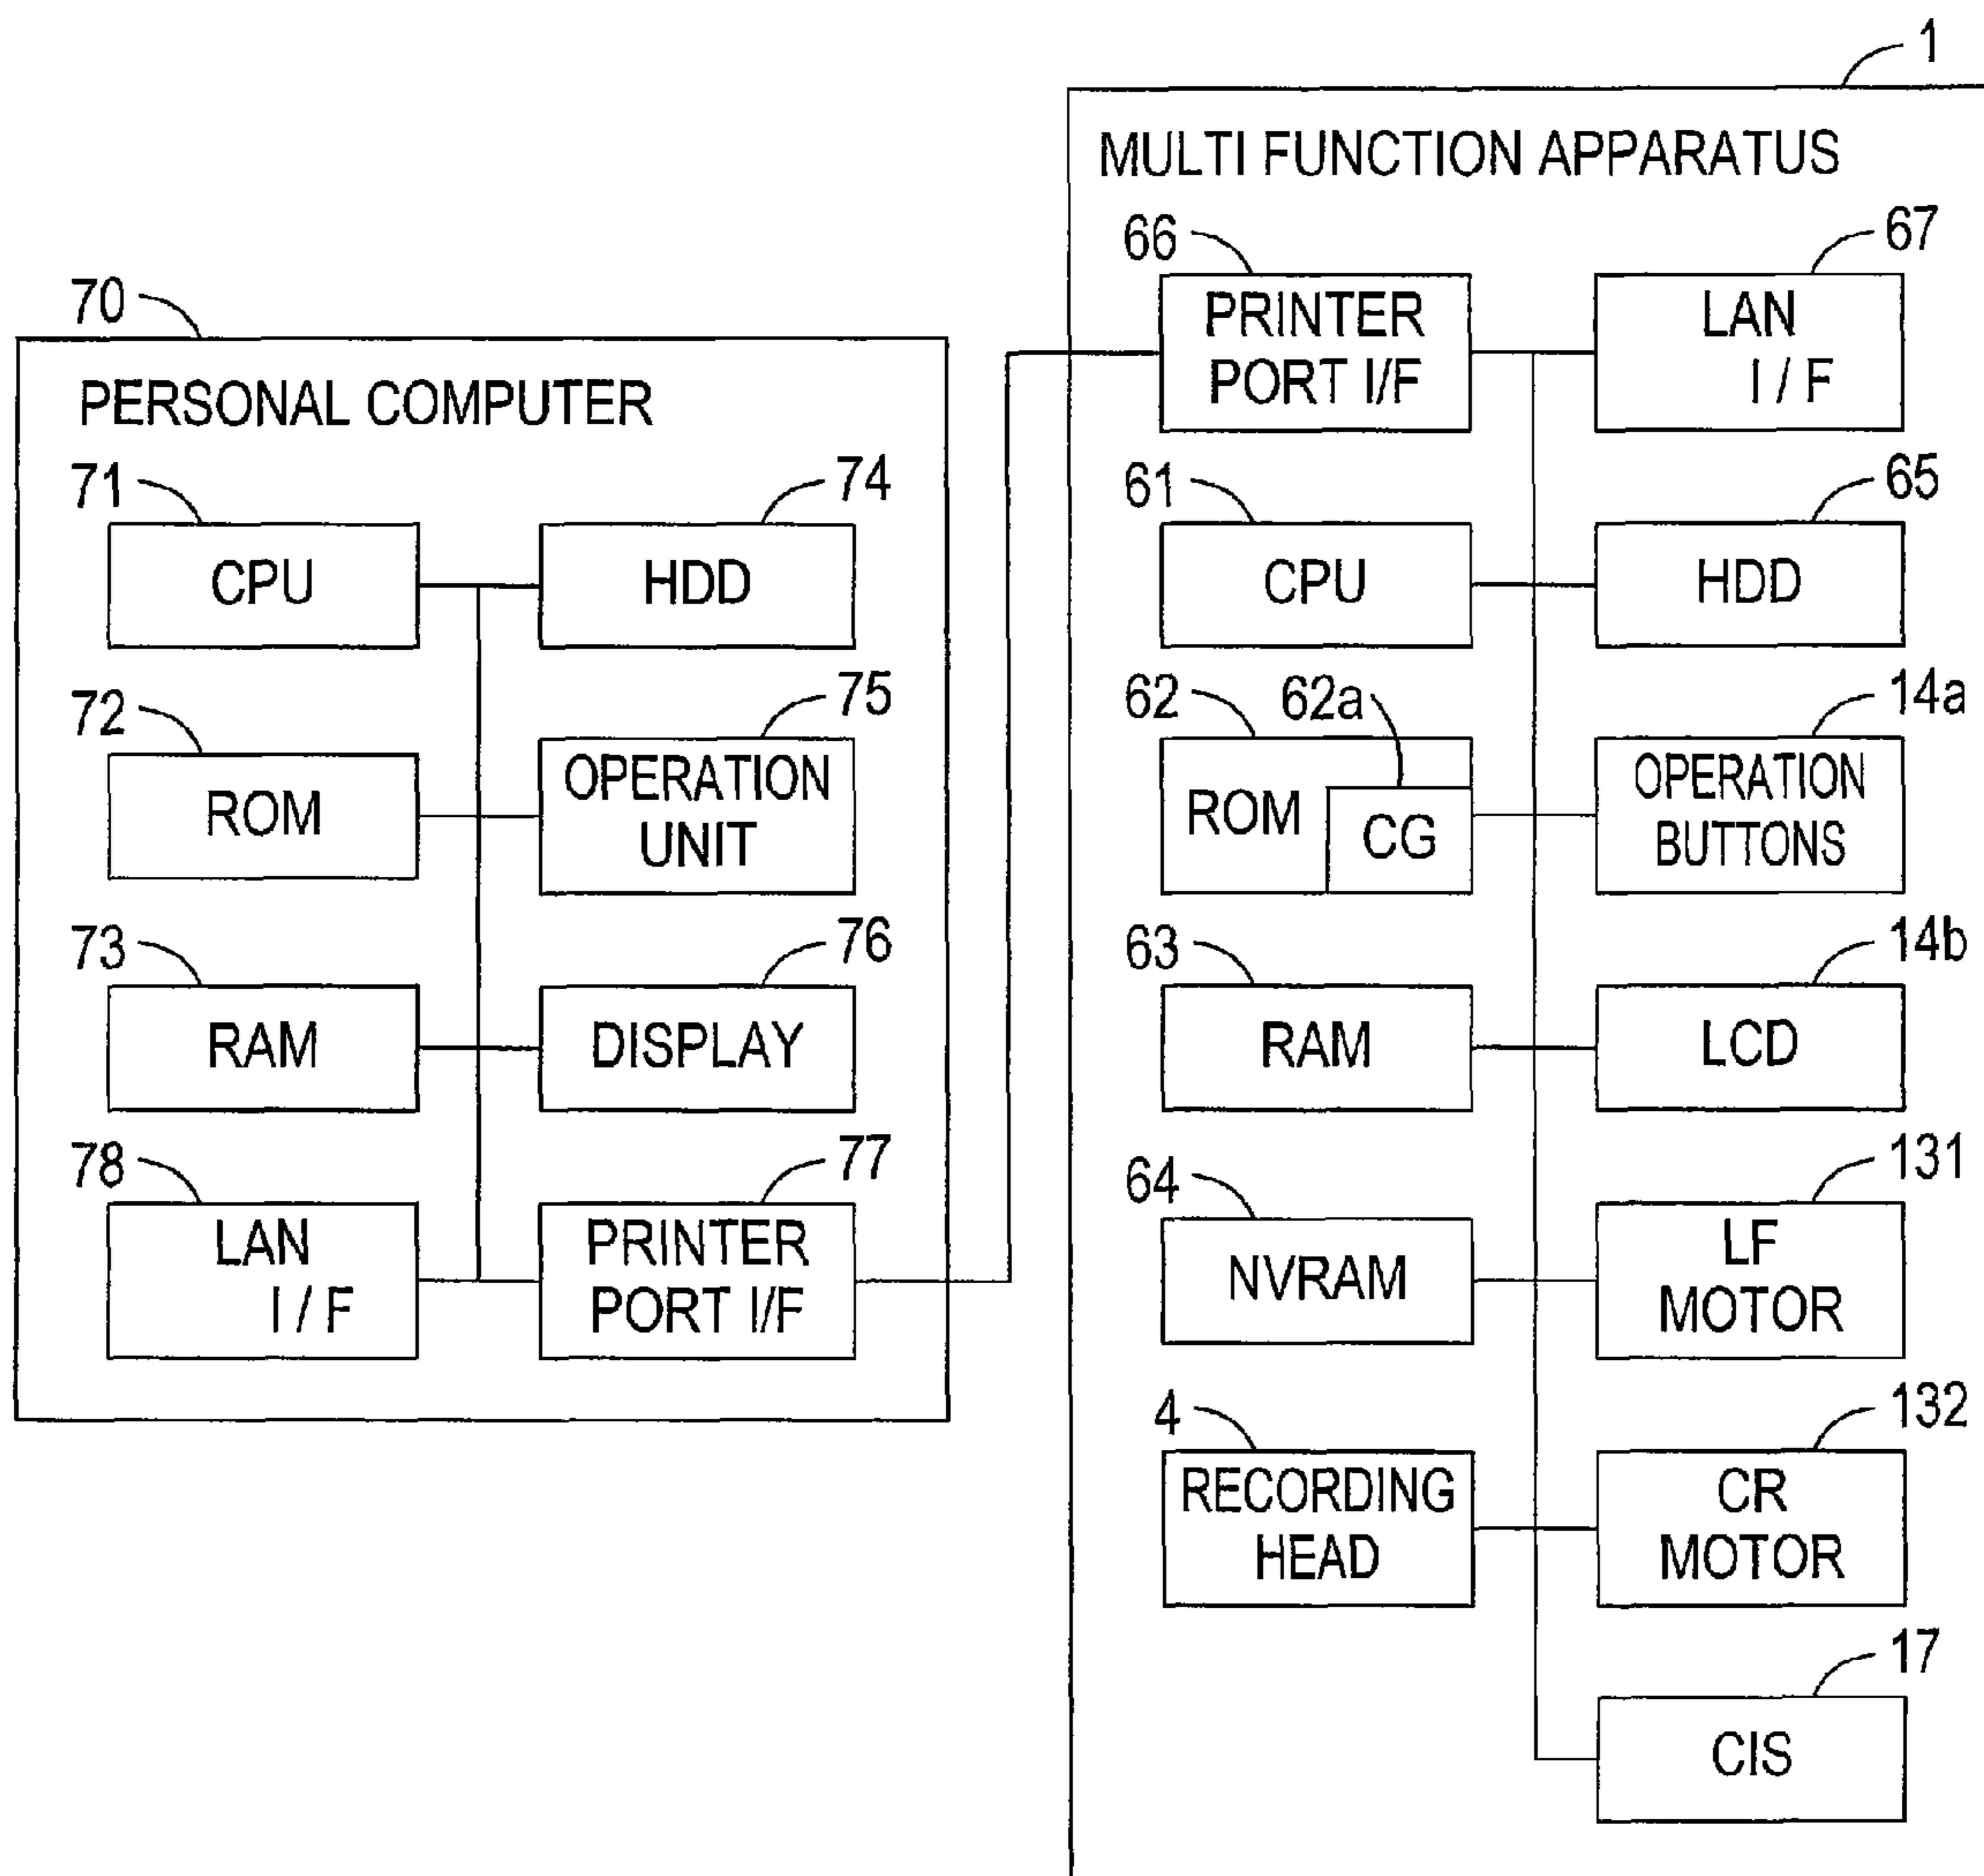 1
MULTI FUNCTION APPARATUS
66
67
PRINTER
PORT I/F
LAN
I / F
61
65
CPU
HDD
62
62a
14a
ROM
CG
OPERATION
BUTTONS
63
14b
RAM
LCD
64
131
NVRAM
LF
MOTOR
4
132
RECORDING
HEAD
CR
MOTOR
17
CIS
70
PERSONAL COMPUTER
71
74
CPU
HDD
72
75
ROM
OPERATION
UNIT
73
76
RAM
DISPLAY
78
77
LAN
I / F
PRINTER
PORT I/F